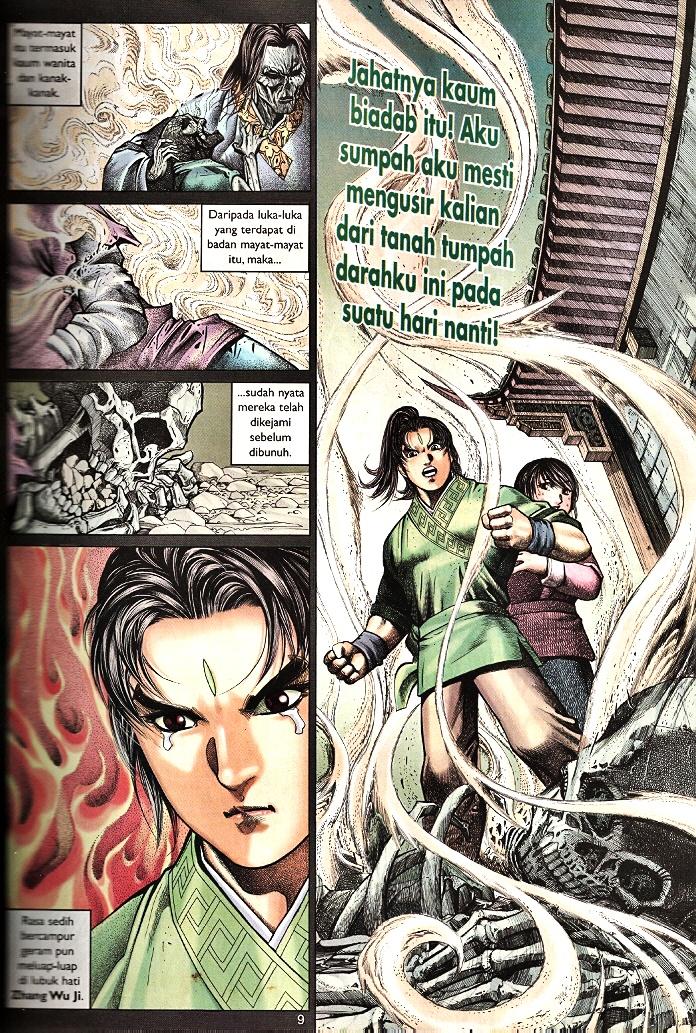 Mayat-mayat
itu termasuk
kaum wanita
dan kanak-
kanak.
Daripada luka-luka
yang terdapat di
badan mayat-mayat
itu, maka...
...sudah nyata
mereka telah
dikejami
sebelum
dibunuh.
Rasa sedih
bercampur
geram pun
meluap-luap
di lubuk hati
Zhang Wu Ji.
9
Jahatnya kaum
biadab itu! Aku
sumpah aku mesti
mengusir kalian
dari tanah tumpah
darahku ini pada
suatu hari nanti!